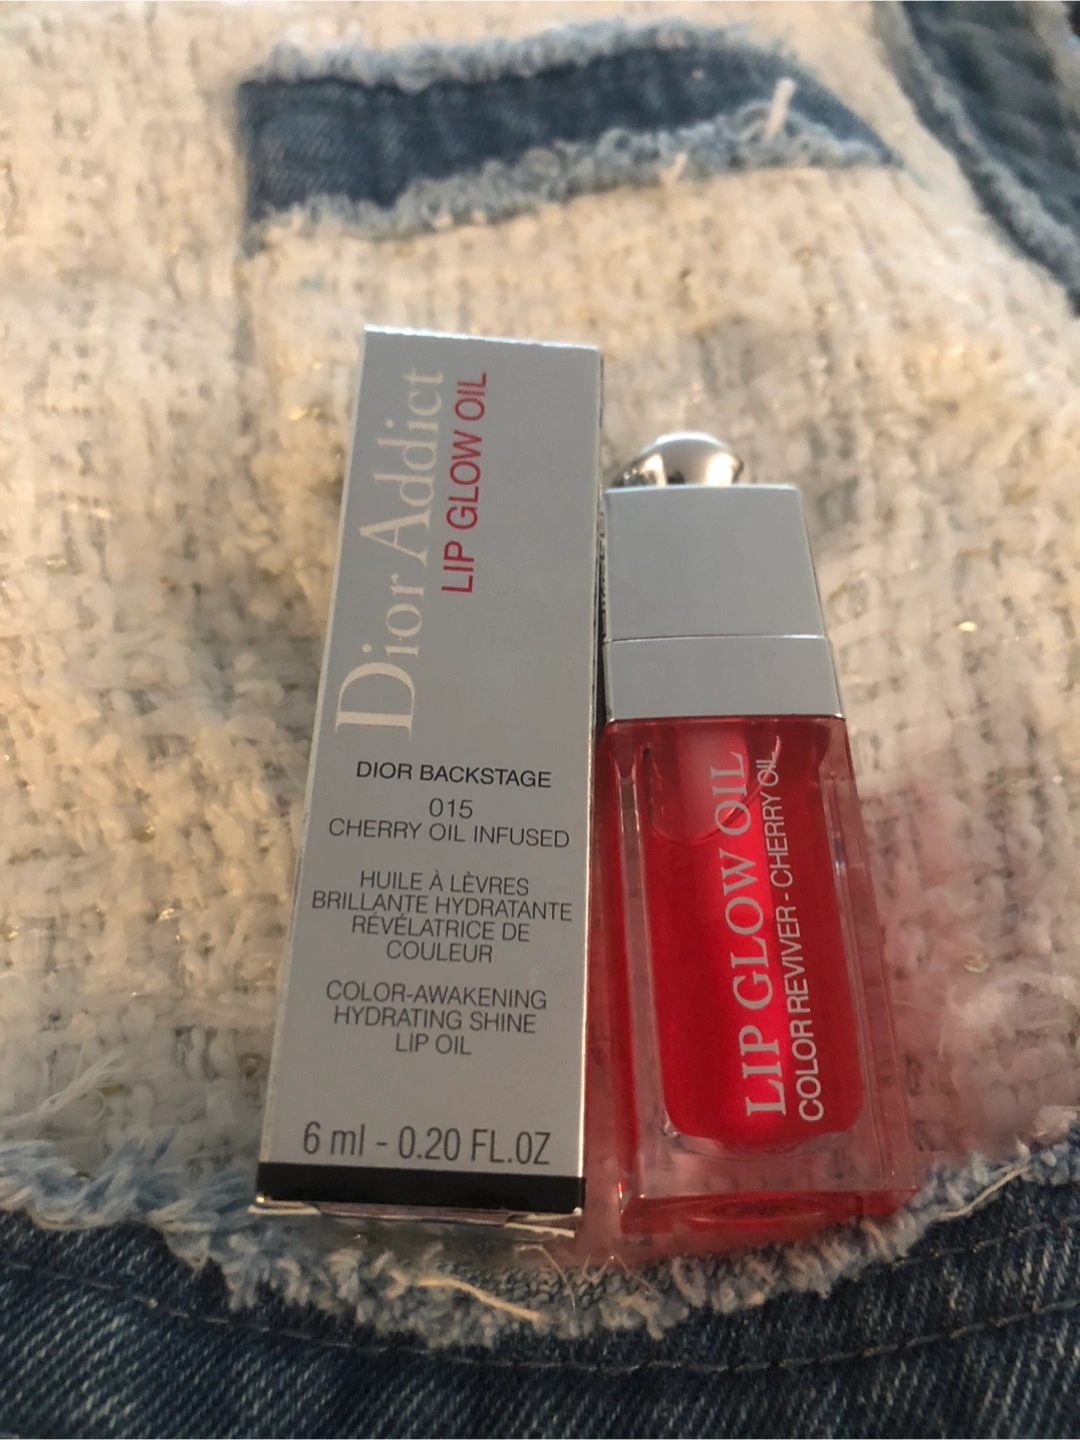 Dior Addict
LIP GLOW OIL
DIOR BACKSTAGE
015
CHERRY OIL INFUSED
HUILE À LÈVRES
BRILLANTE HYDRATANTE
RÉVÉLATRICE DE
COULEUR
COLOR-AWAKENING
HYDRATING SHINE
LIP OIL
6 ml - 0.20 FL.OZ
LIP GLOW OIL
COLOR REVIVER - CHERRY OIL